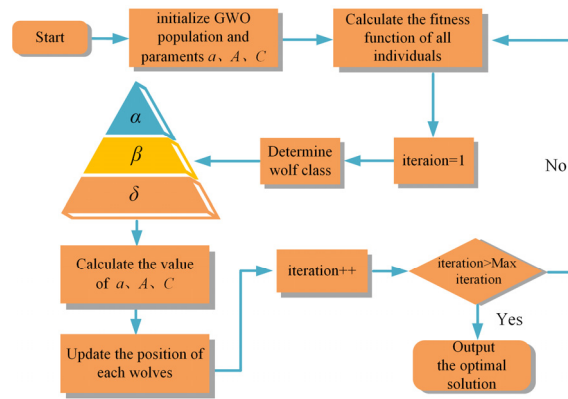 Start
initialize GWO
population and
paraments a、A、C
Calculate the fitness
function of all
individuals
iteraion=1
Determine
wolf class
α
β
δ
Calculate the value
of a、A、C
Update the position of
each wolves
iteration++
iteration>Max
iteration
No
Yes
Output
the optimal
solution